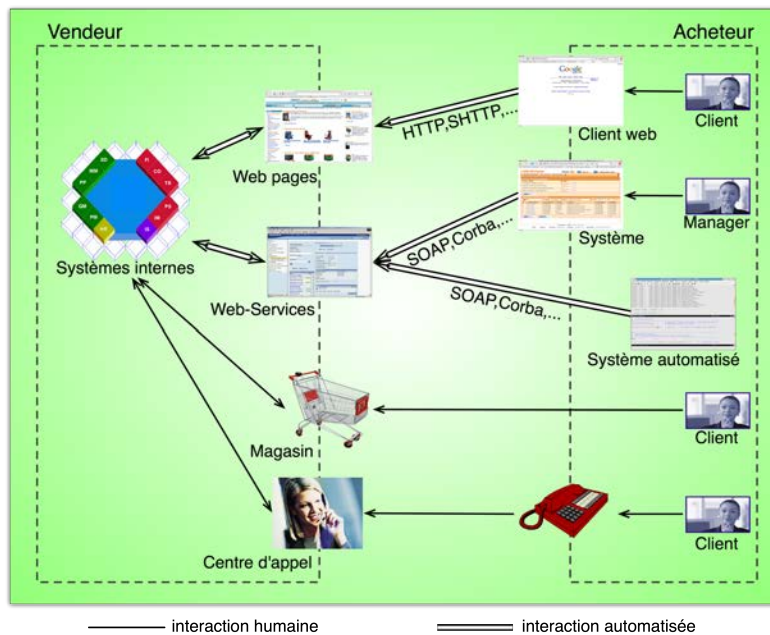 Vendeur
Acheteur
Google
HTTP,SHTTP,...
Client
Client web
Web pages
SOAP,Corba,...
Système
Manager
Systèmes internes
Web-Services
SOAP,Corba,...
Système automatisé
Magasin
Client
Centre d'appel
Client
interaction humaine
interaction automatisée